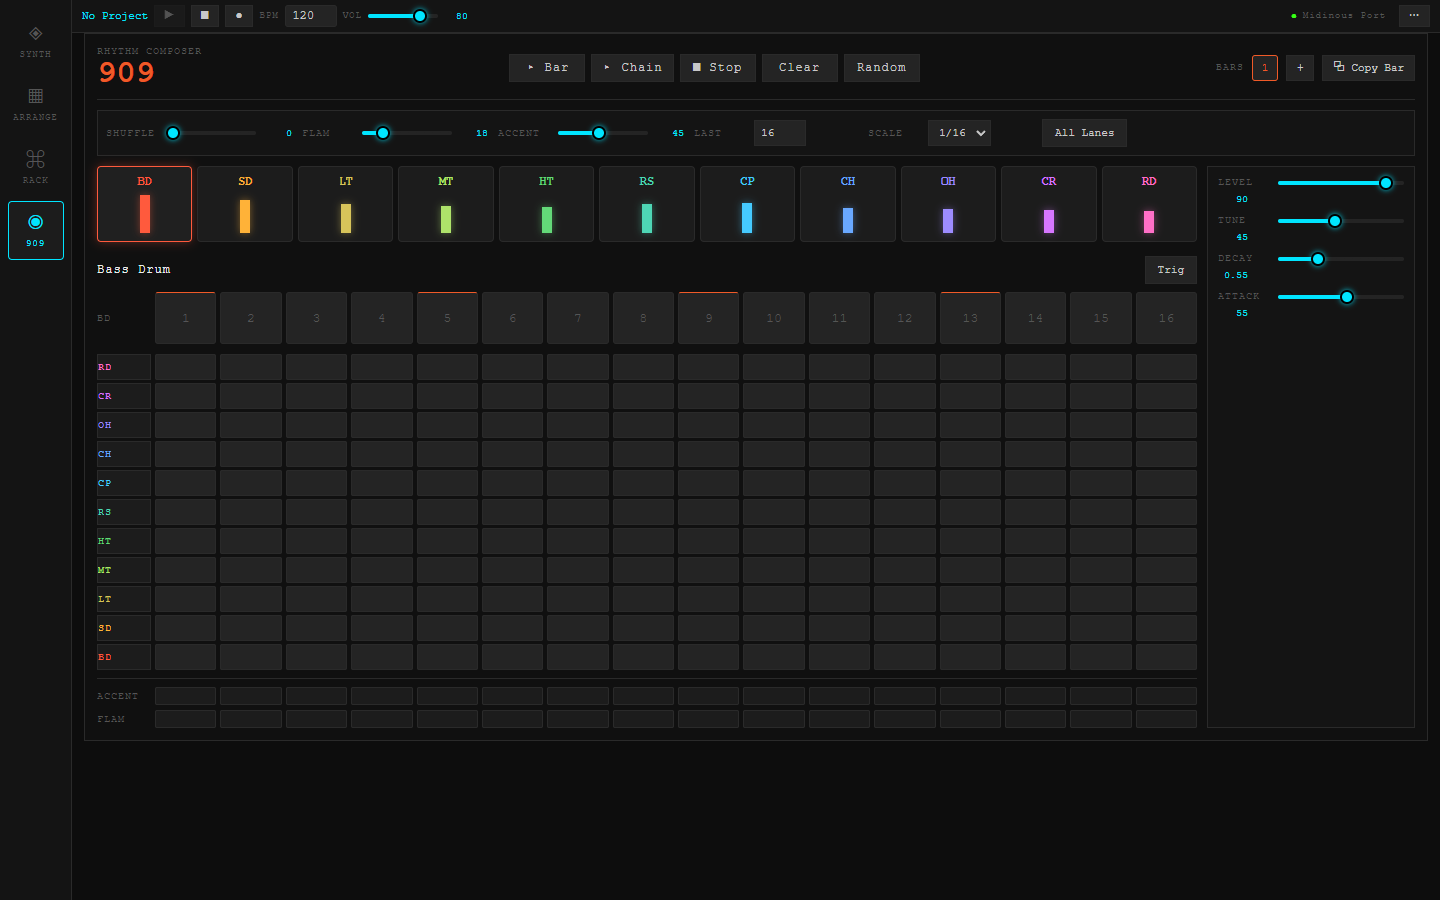 No Project BPM 120 VOL 80 Midinous Port ...
SYNTH
ARRANGE
RACK
909
RHYTHM COMPOSER
909
Bar Chain Stop Clear Random
BARS 1 + Copy Bar
SHUFFLE 0 FLAM 18 ACCENT 45 LAST 16 SCALE 1/16 All Lanes
BD SD LT MT HT RS CP CH OH CR RD
LEVEL
90
TUNE
45
DECAY
0.55
ATTACK
55
Bass Drum Trig
BD 1 2 3 4 5 6 7 8 9 10 11 12 13 14 15 16
RD
CR
OH
CH
CP
RS
HT
MT
LT
SD
BD
ACCENT
FLAM